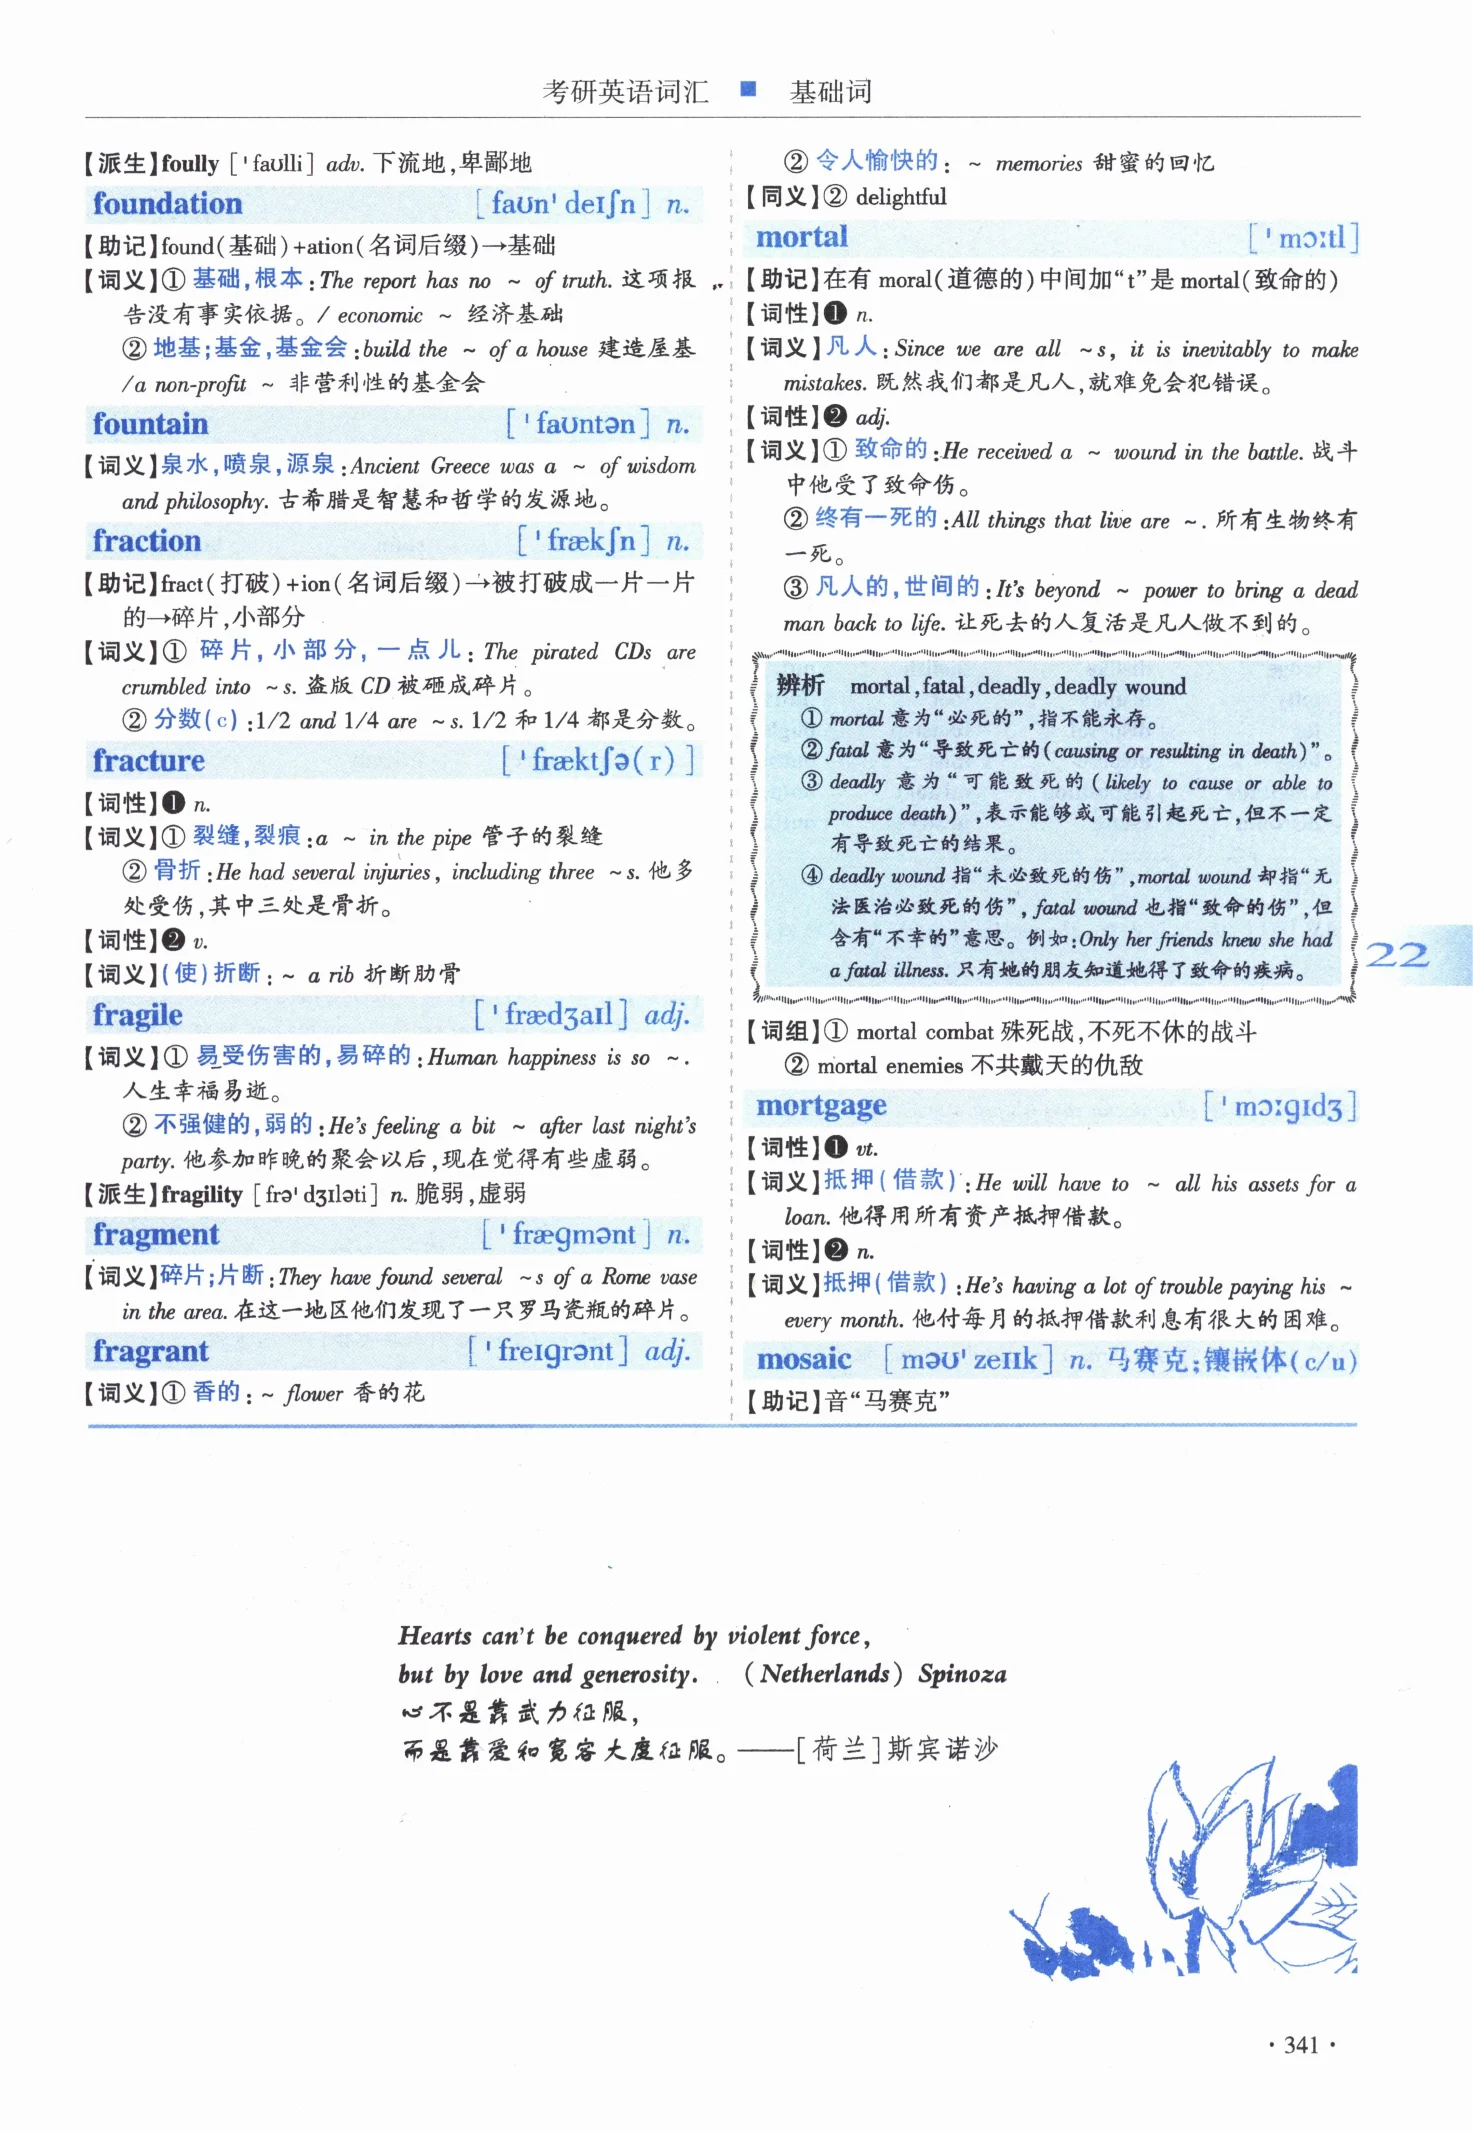 考研英语词汇 ■ 基础词
【派生】foully [ˈfaʊlli] adv. 下流地,卑鄙地
foundation [faʊnˈdeɪʃn] n.
【助记】found(基础)+ation(名词后缀)→基础
【词义】① 基础,根本:The report has no ~ of truth. 这项报
告没有事实依据。/ economic ~ 经济基础
② 地基;基金,基金会:build the ~ of a house 建造屋基
/a non-profit ~ 非营利性的基金会
fountain [ˈfaʊntən] n.
【词义】泉水,喷泉,源泉:Ancient Greece was a ~ of wisdom
and philosophy. 古希腊是智慧和哲学的发源地。
fraction [ˈfrækʃn] n.
【助记】fract(打破)+ion(名词后缀)→被打破成一片一片
的→碎片,小部分
【词义】① 碎片,小部分,一点儿:The pirated CDs are
crumbled into ~s. 盗版 CD 被砸成碎片。
② 分数(c):1/2 and 1/4 are ~s. 1/2 和 1/4 都是分数。
fracture [ˈfræktʃə(r)]
【词性】❶ n.
【词义】① 裂缝,裂痕:a ~ in the pipe 管子的裂缝
② 骨折:He had several injuries, including three ~s. 他多
处受伤,其中三处是骨折。
【词性】❷ v.
【词义】(使)折断:~ a rib 折断肋骨
fragile [ˈfrædʒaɪl] adj.
【词义】① 易受伤害的,易碎的:Human happiness is so ~.
人生幸福易逝。
② 不强健的,弱的:He's feeling a bit ~ after last night's
party. 他参加昨晚的聚会以后,现在觉得有些虚弱。
【派生】fragility [frəˈdʒɪləti] n. 脆弱,虚弱
fragment [ˈfrægmənt] n.
【词义】碎片;片断:They have found several ~s of a Rome vase
in the area. 在这一地区他们发现了一只罗马瓷瓶的碎片。
fragrant [ˈfreɪgrənt] adj.
【词义】① 香的:~ flower 香的花
② 令人愉快的:~ memories 甜蜜的回忆
【同义】② delightful
mortal [ˈmɔːtl]
【助记】在有 moral(道德的)中间加“t”是 mortal(致命的)
【词性】❶ n.
【词义】凡人:Since we are all ~s, it is inevitably to make
mistakes. 既然我们都是凡人,就难免会犯错误。
【词性】❷ adj.
【词义】① 致命的:He received a ~ wound in the battle. 战斗
中他受了致命伤。
② 终有一死的:All things that live are ~. 所有生物终有
一死。
③ 凡人的,世间的:It's beyond ~ power to bring a dead
man back to life. 让死去的人复活是凡人做不到的。
辨析 mortal,fatal,deadly,deadly wound
① mortal 意为“必死的”,指不能永存。
② fatal 意为“导致死亡的(causing or resulting in death)”。
③ deadly 意为“可能致死的(likely to cause or able to
produce death)”,表示能够或可能引起死亡,但不一定
有导致死亡的结果。
④ deadly wound 指“未必致死的伤”,mortal wound 却指“无
法医治必致死的伤”,fatal wound 也指“致命的伤”,但
含有“不幸的”意思。例如:Only her friends knew she had
a fatal illness. 只有她的朋友知道她得了致命的疾病。
22
【词组】① mortal combat 殊死战,不死不休的战斗
② mortal enemies 不共戴天的仇敌
mortgage [ˈmɔːgɪdʒ]
【词性】❶ vt.
【词义】抵押(借款):He will have to ~ all his assets for a
loan. 他得用所有资产抵押借款。
【词性】❷ n.
【词义】抵押(借款):He's having a lot of trouble paying his ~
every month. 他付每月的抵押借款利息有很大的困难。
mosaic [məʊˈzeɪɪk] n. 马赛克;镶嵌体(c/u)
【助记】音“马赛克”
Hearts can't be conquered by violent force,
but by love and generosity. (Netherlands) Spinoza
心不是靠武力征服,
而是靠爱和宽容大度征服。——[荷兰]斯宾诺沙
· 341 ·